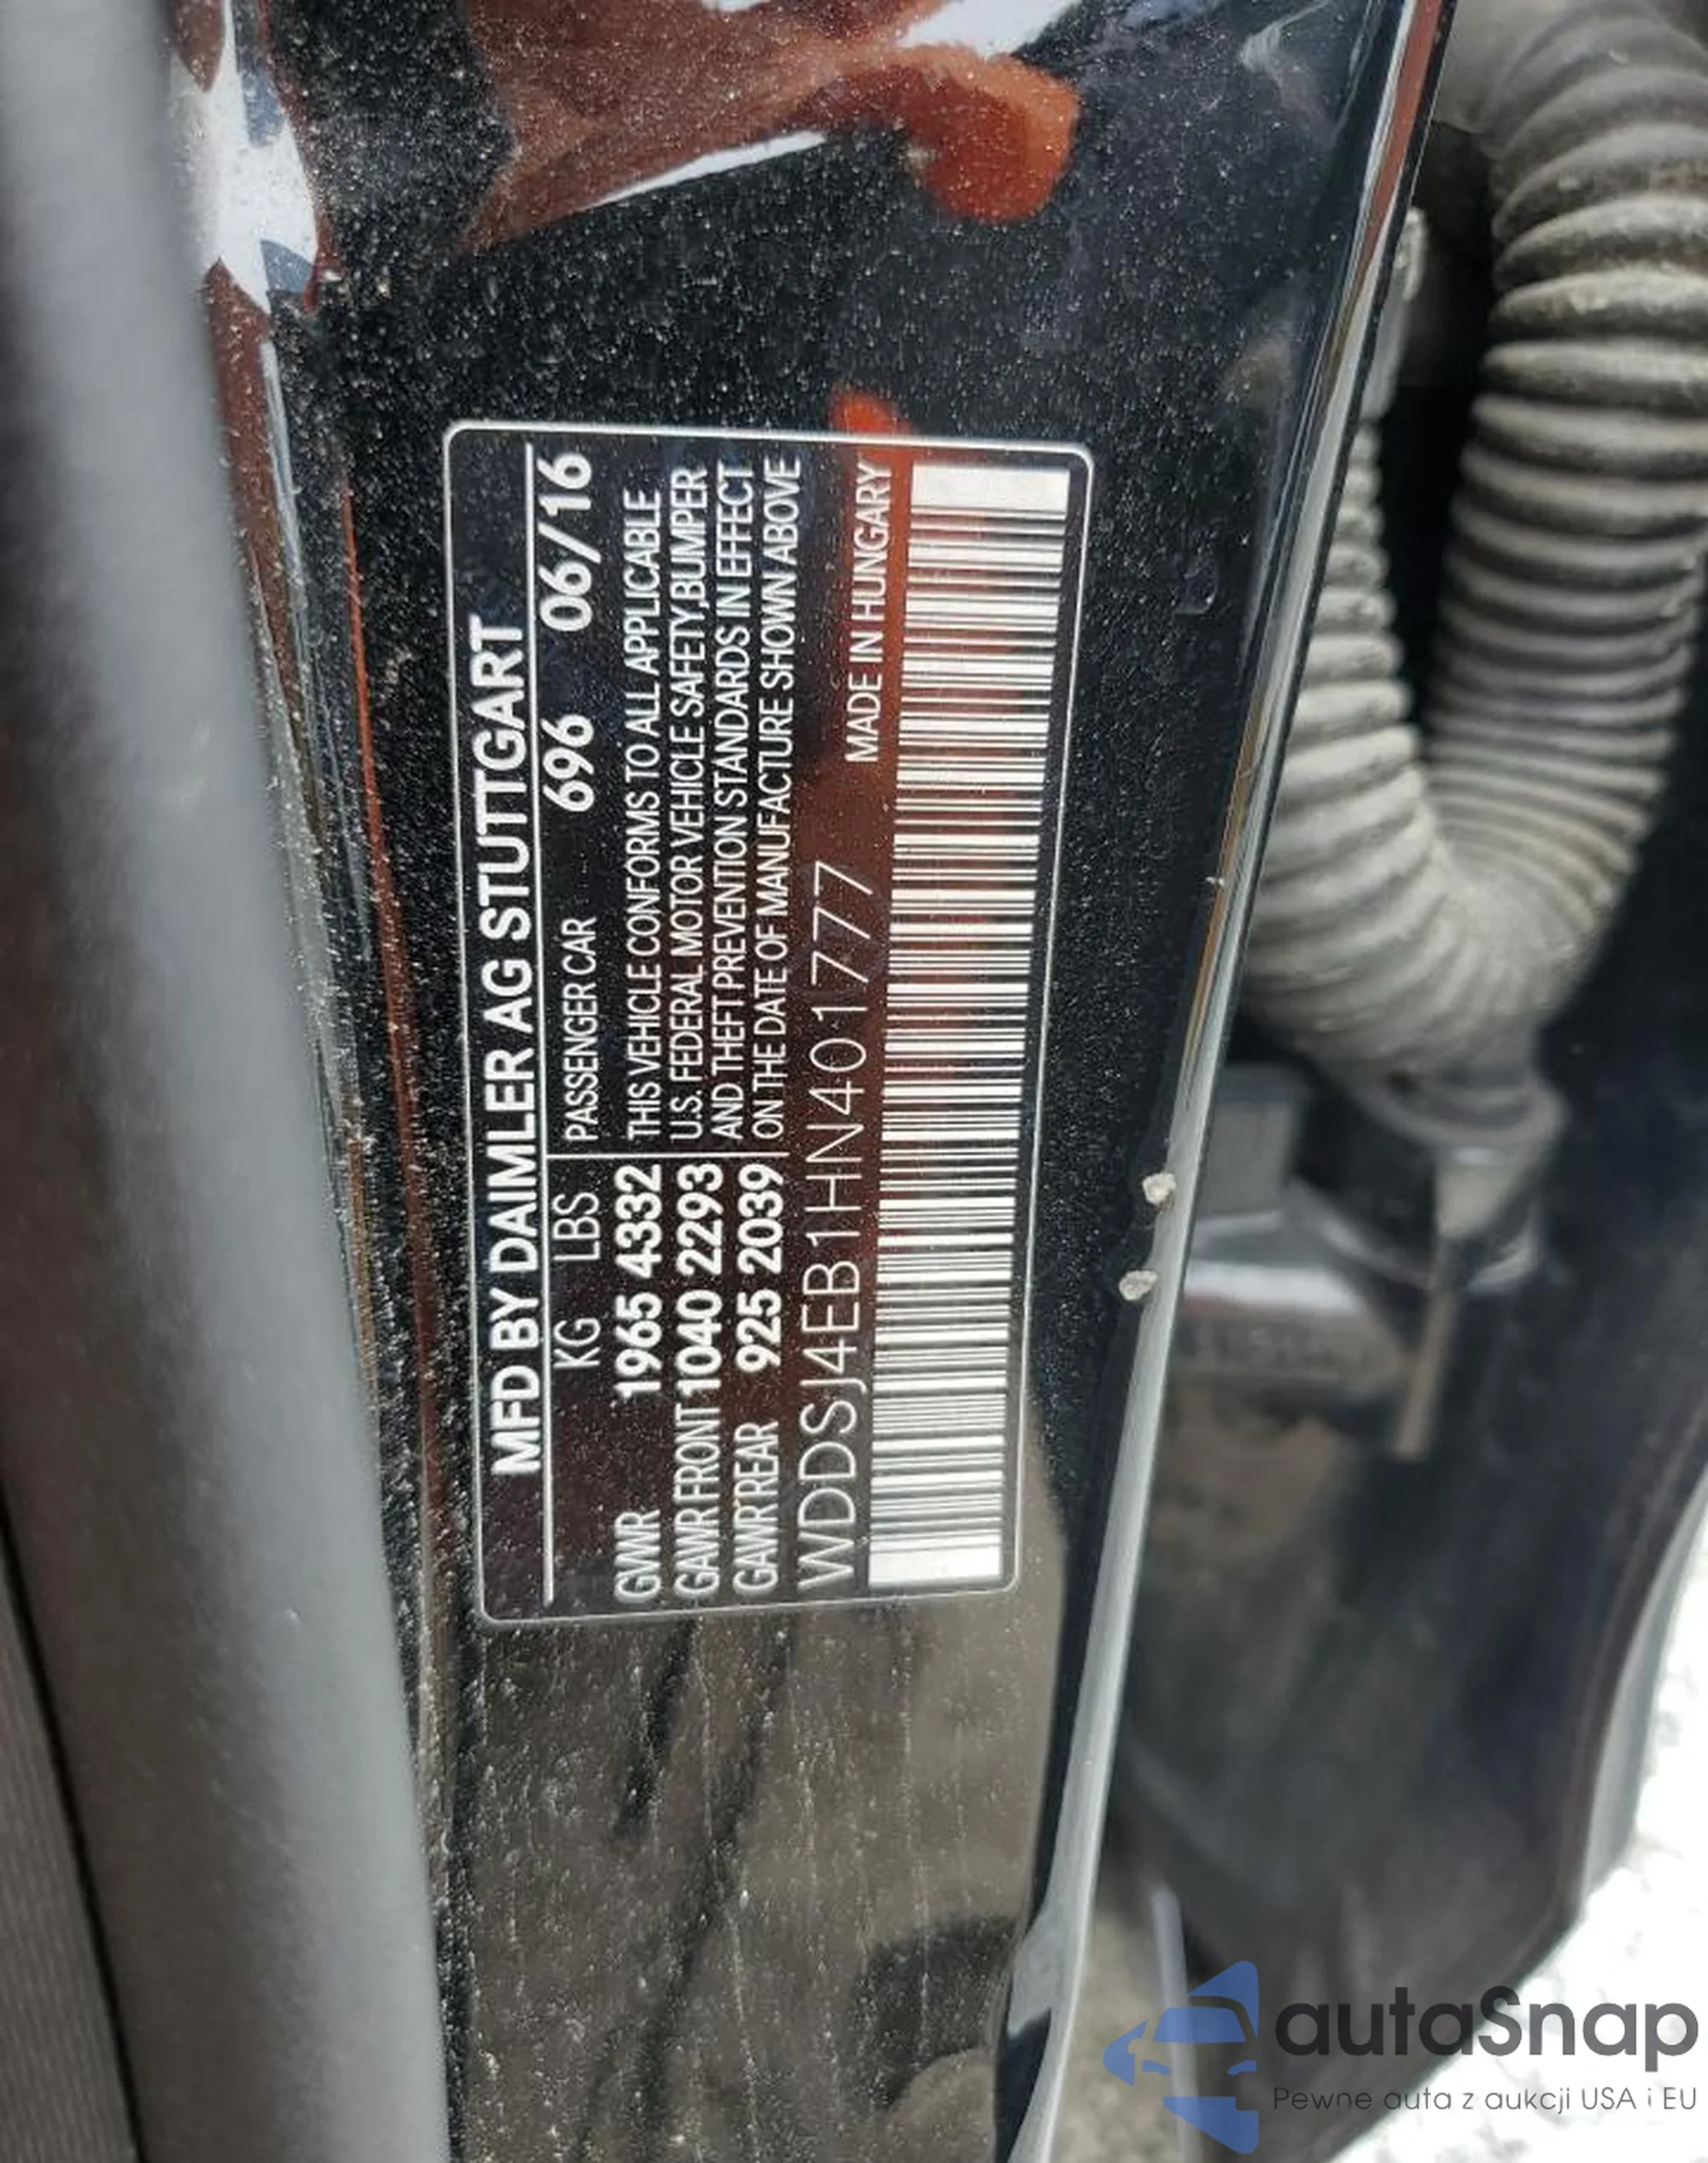 MFD BY DAIMLER AG STUTTGART
KG LBS PASSENGER CAR 696 06/16
GWR 1965 4332 THIS VEHICLE CONFORMS TO ALL APPLICABLE
GAWR FRONT 1040 2293 U.S. FEDERAL MOTOR VEHICLE SAFETY,BUMPER
GAWR REAR 925 2039 AND THEFT PREVENTION STANDARDS IN EFFECT
ON THE DATE OF MANUFACTURE SHOWN ABOVE
WDDSJ4EB1HN401777 MADE IN HUNGARY
autaSnap
Pewne auta z aukcji USA i EU